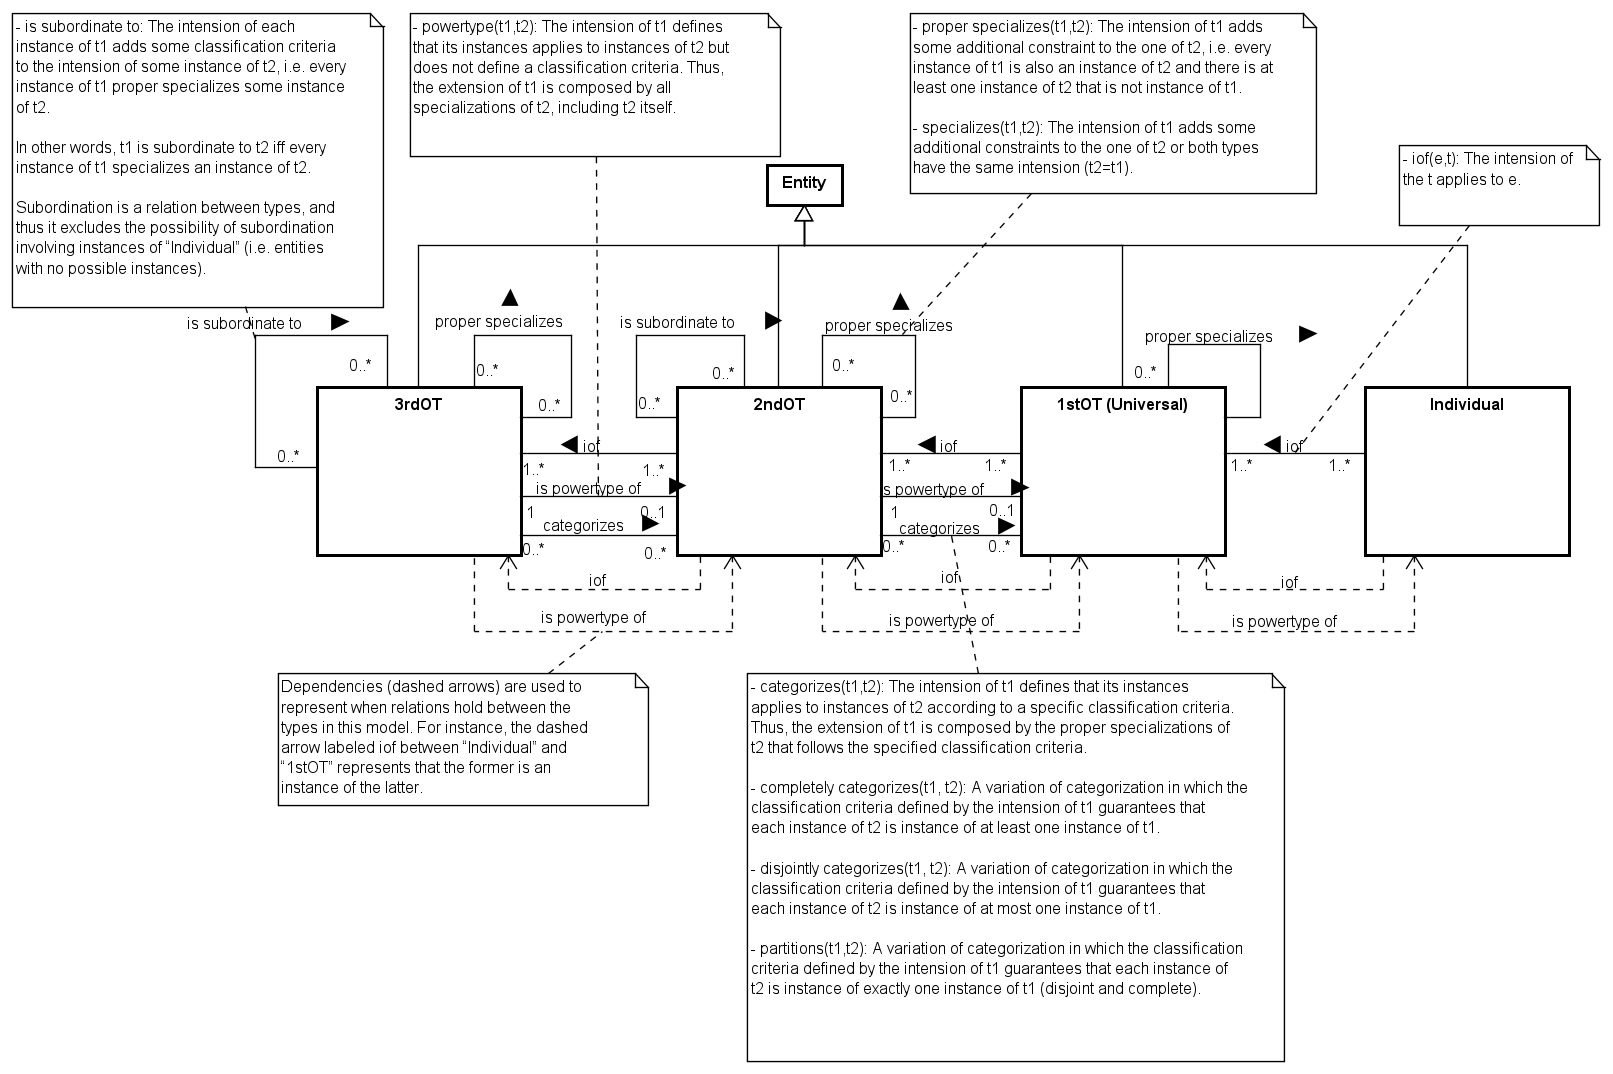 - is subordinate to: The intension of each
instance of t1 adds some classification criteria
to the intension of some instance of t2, i.e. every
instance of t1 proper specializes some instance
of t2.
In other words, t1 is subordinate to t2 iff every
instance of t1 specializes an instance of t2.
Subordination is a relation between types, and
thus it excludes the possibility of subordination
involving instances of “Individual” (i.e. entities
with no possible instances).
- powertype(t1,t2): The intension of t1 defines
that its instances applies to instances of t2 but
does not define a classification criteria. Thus,
the extension of t1 is composed by all
specializations of t2, including t2 itself.
- proper specializes(t1,t2): The intension of t1 adds
some additional constraint to the one of t2, i.e. every
instance of t1 is also an instance of t2 and there is at
least one instance of t2 that is not instance of t1.
- specializes(t1,t2): The intension of t1 adds some
additional constraints to the one of t2 or both types
have the same intension (t2=t1).
- iof(e,t): The intension of
the t applies to e.
Entity
is subordinate to
proper specializes
is subordinate to
proper specializes
proper specializes
0..*
0..*
0..*
0..*
0..*
0..*
0..*
0..*
0..*
0..*
3rdOT
2ndOT
1stOT (Universal)
Individual
iof
1..*
1..*
is powertype of
1
0..1
categorizes
0..*
0..*
iof
1..*
1..*
s powertype of
1
0..1
categorizes
0..*
0..*
iof
1..*
1..*
iof
is powertype of
iof
is powertype of
iof
is powertype of
Dependencies (dashed arrows) are used to
represent when relations hold between the
types in this model. For instance, the dashed
arrow labeled iof between “Individual” and
“1stOT” represents that the former is an
instance of the latter.
- categorizes(t1,t2): The intension of t1 defines that its instances
applies to instances of t2 according to a specific classification criteria.
Thus, the extension of t1 is composed by the proper specializations of
t2 that follows the specified classification criteria.
- completely categorizes(t1, t2): A variation of categorization in which the
classification criteria defined by the intension of t1 guarantees that
each instance of t2 is instance of at least one instance of t1.
- disjointly categorizes(t1, t2): A variation of categorization in which the
classification criteria defined by the intension of t1 guarantees that
each instance of t2 is instance of at most one instance of t1.
- partitions(t1,t2): A variation of categorization in which the classification
criteria defined by the intension of t1 guarantees that each instance of
t2 is instance of exactly one instance of t1 (disjoint and complete).